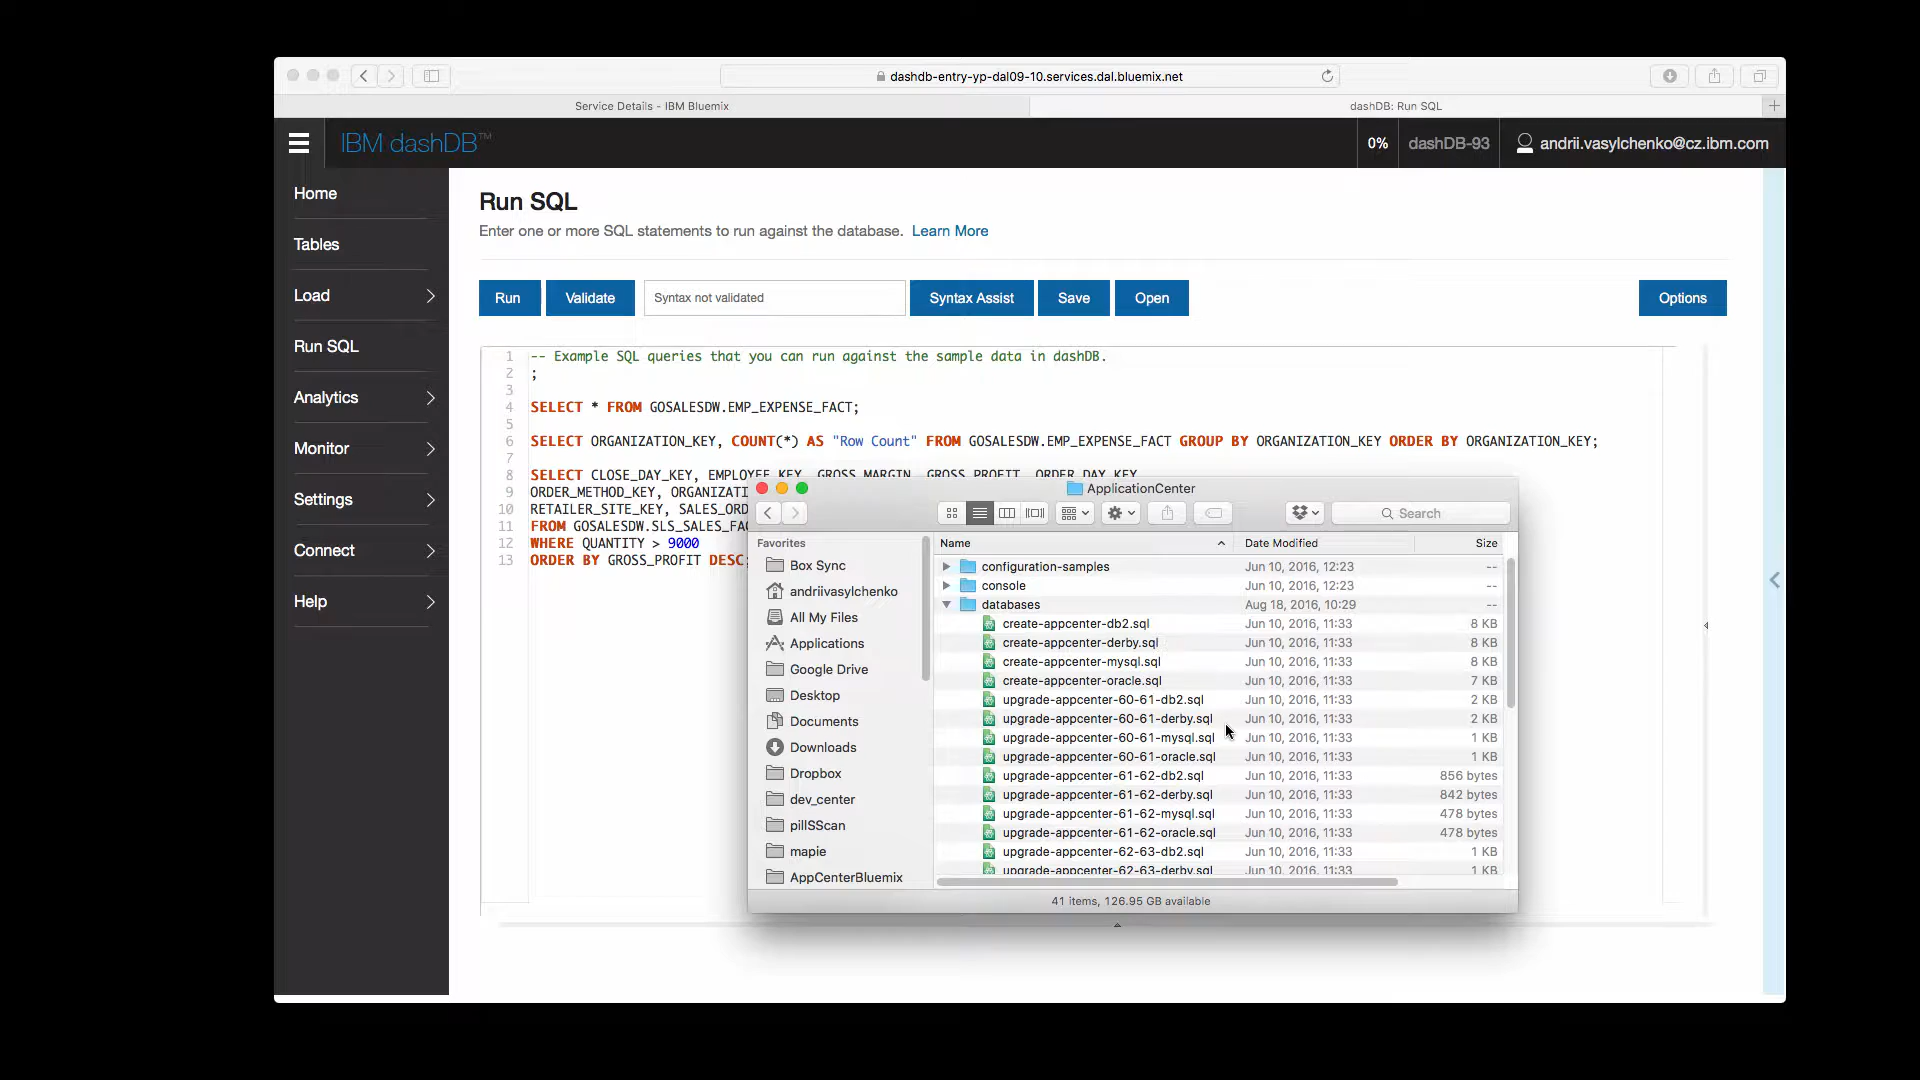 dashdb-entry-yp-dal09-10.services.dal.bluemix.net
Service Details - IBM Bluemix
dashDB: Run SQL
IBM dashDB™
0%
dashDB-93
andrii.vasylchenko@cz.ibm.com
Home
Tables
Load
Run SQL
Analytics
Monitor
Settings
Connect
Help
Run SQL
Enter one or more SQL statements to run against the database. Learn More
Run
Validate
Syntax not validated
Syntax Assist
Save
Open
Options
1 -- Example SQL queries that you can run against the sample data in dashDB.
2 ;
3
4 SELECT * FROM GOSALESDW.EMP_EXPENSE_FACT;
5
6 SELECT ORGANIZATION_KEY, COUNT(*) AS "Row Count" FROM GOSALESDW.EMP_EXPENSE_FACT GROUP BY ORGANIZATION_KEY ORDER BY ORGANIZATION_KEY;
7
8 SELECT CLOSE_DAY_KEY, EMPLOYEE_KEY, GROSS_MARGIN, GROSS_PROFIT, ORDER_DAY_KEY,
9 ORDER_METHOD_KEY, ORGANIZATI
10 RETAILER_SITE_KEY, SALES_ORD
11 FROM GOSALESDW.SLS_SALES_FAC
12 WHERE QUANTITY > 9000
13 ORDER BY GROSS_PROFIT DESC;
ApplicationCenter
Search
Favorites
Box Sync
andriivasylchenko
All My Files
Applications
Google Drive
Desktop
Documents
Downloads
Dropbox
dev_center
pillSScan
mapie
AppCenterBluemix
Name Date Modified Size
configuration-samples Jun 10, 2016, 12:23 --
console Jun 10, 2016, 12:23 --
databases Aug 18, 2016, 10:29 --
create-appcenter-db2.sql Jun 10, 2016, 11:33 8 KB
create-appcenter-derby.sql Jun 10, 2016, 11:33 8 KB
create-appcenter-mysql.sql Jun 10, 2016, 11:33 8 KB
create-appcenter-oracle.sql Jun 10, 2016, 11:33 7 KB
upgrade-appcenter-60-61-db2.sql Jun 10, 2016, 11:33 2 KB
upgrade-appcenter-60-61-derby.sql Jun 10, 2016, 11:33 2 KB
upgrade-appcenter-60-61-mysql.sql Jun 10, 2016, 11:33 1 KB
upgrade-appcenter-60-61-oracle.sql Jun 10, 2016, 11:33 1 KB
upgrade-appcenter-61-62-db2.sql Jun 10, 2016, 11:33 856 bytes
upgrade-appcenter-61-62-derby.sql Jun 10, 2016, 11:33 842 bytes
upgrade-appcenter-61-62-mysql.sql Jun 10, 2016, 11:33 478 bytes
upgrade-appcenter-61-62-oracle.sql Jun 10, 2016, 11:33 478 bytes
upgrade-appcenter-62-63-db2.sql Jun 10, 2016, 11:33 1 KB
upgrade-appcenter-62-63-derby.sql Jun 10, 2016, 11:33 1 KB
41 items, 126.95 GB available